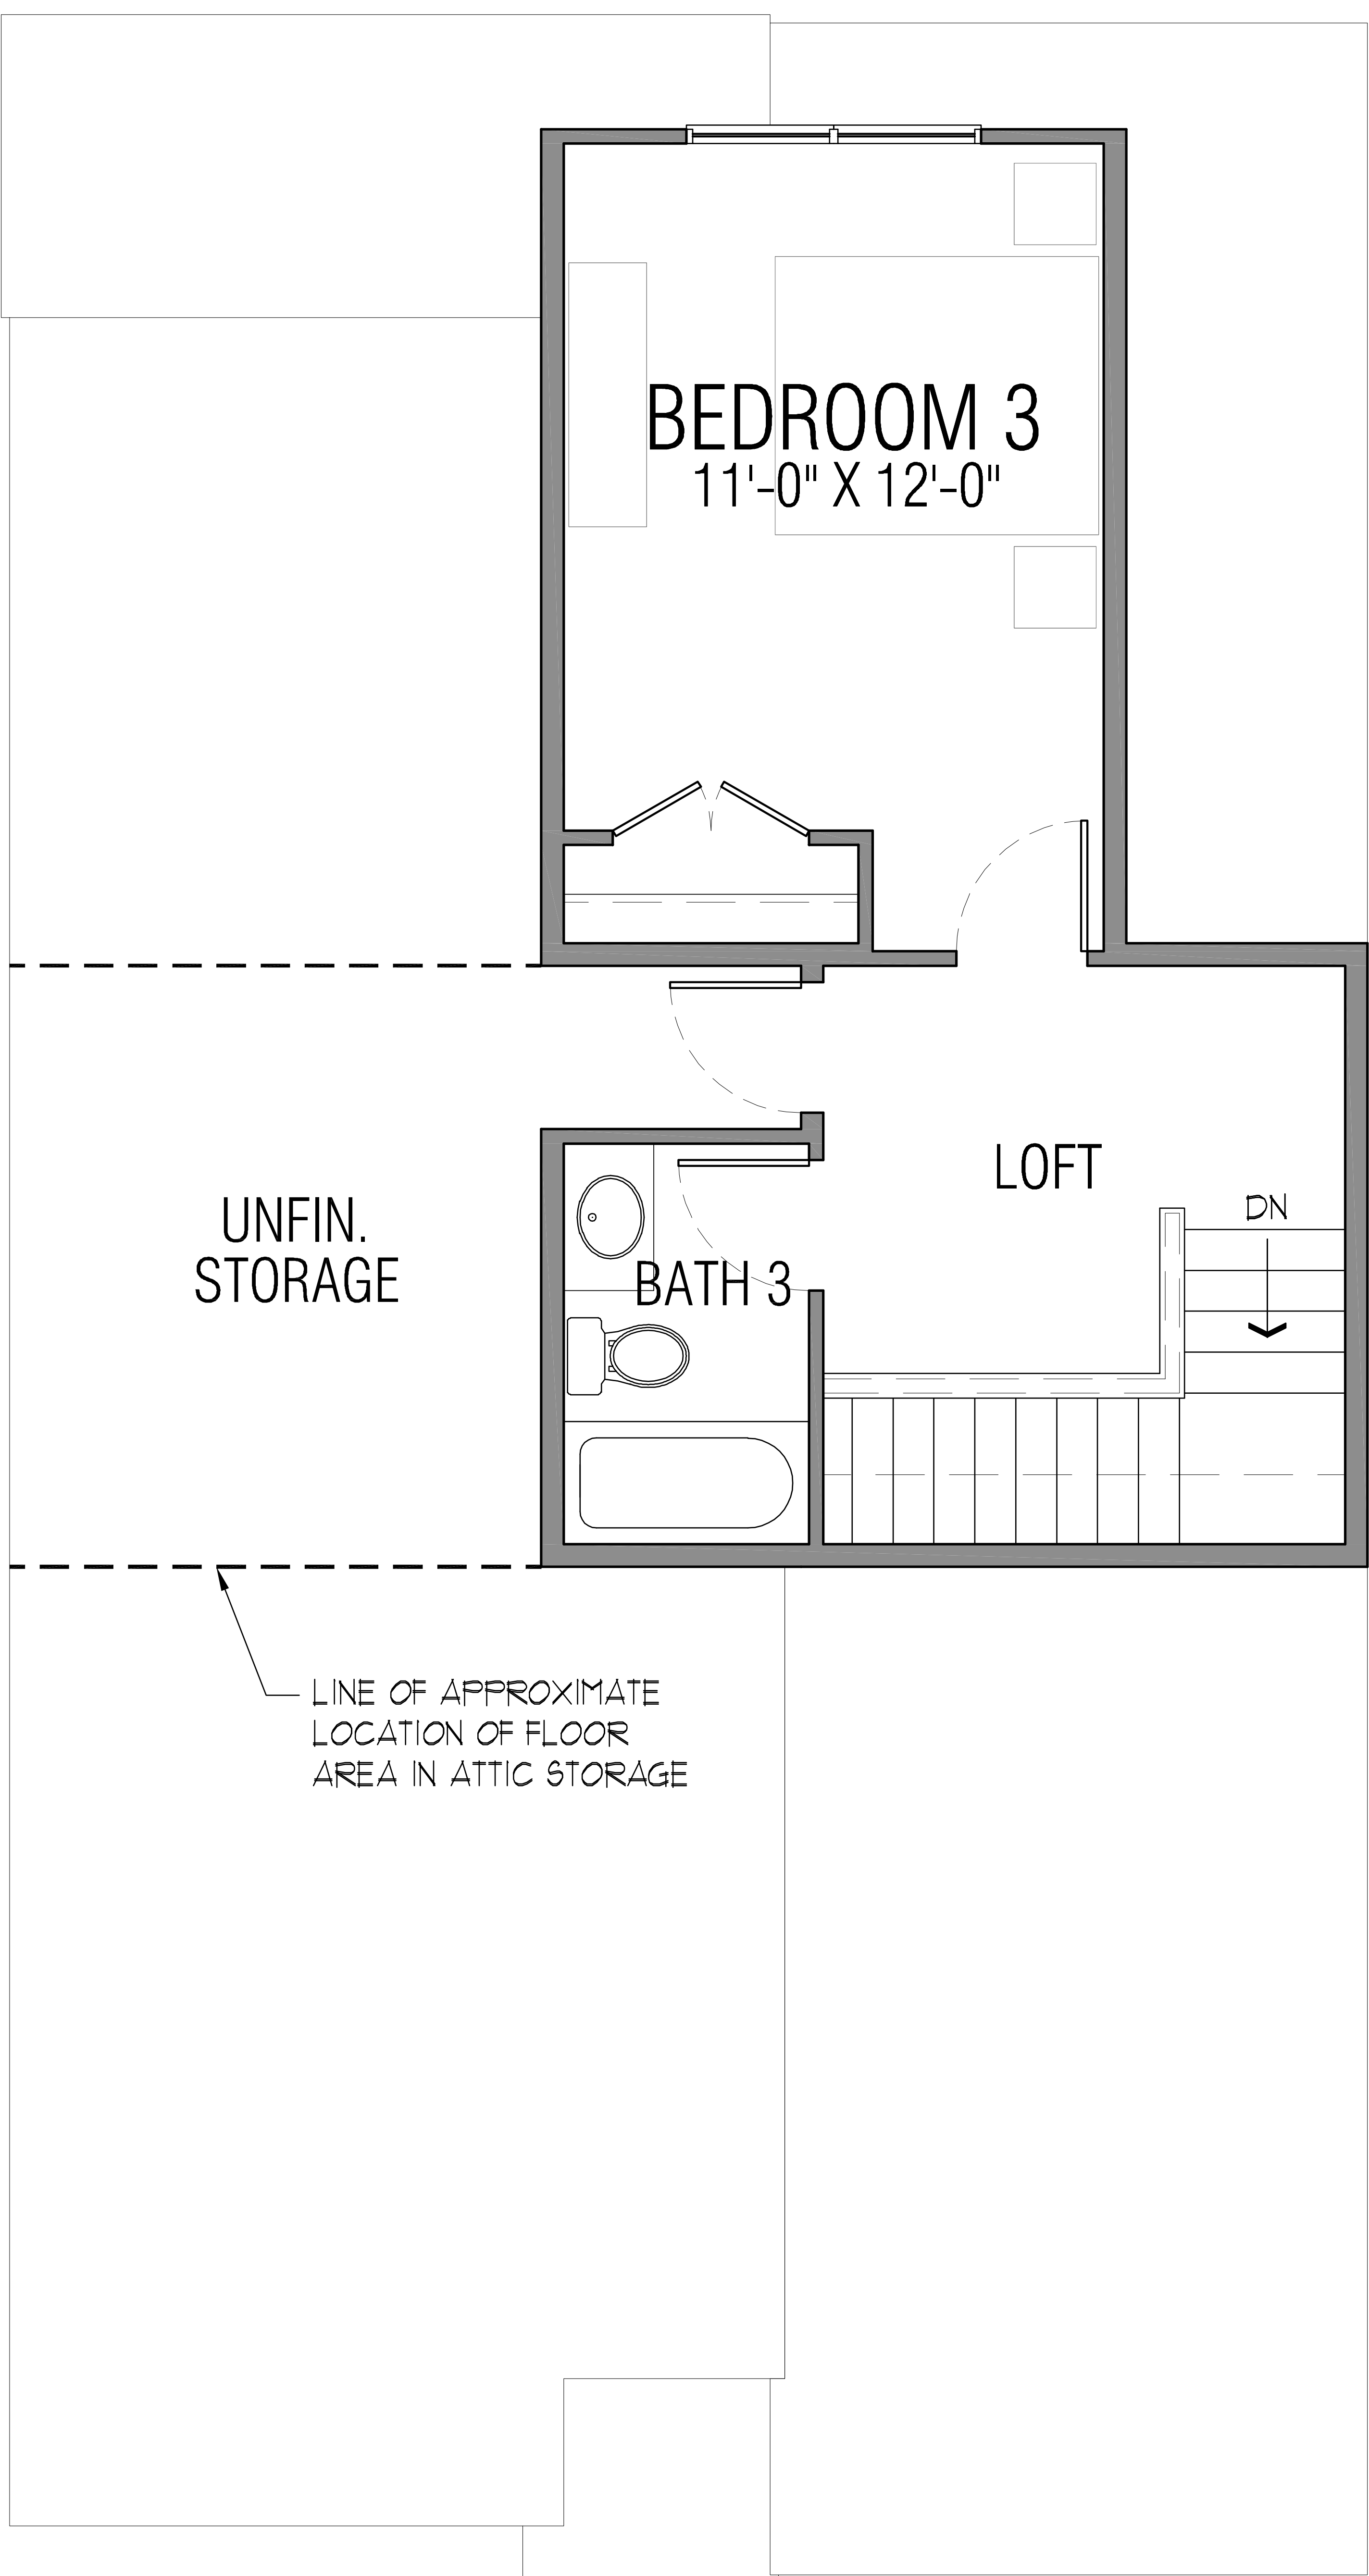 BEDROOM 3
11'-0" X 12'-0"
LOFT
DN
UNFIN.
STORAGE
BATH 3
LINE OF APPROXIMATE
LOCATION OF FLOOR
AREA IN ATTIC STORAGE